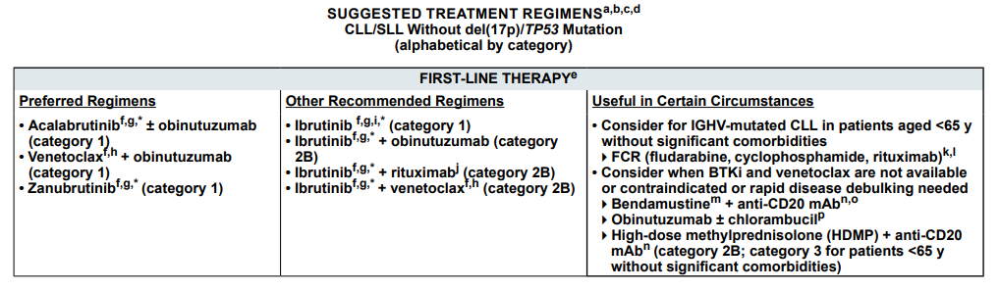 SUGGESTED TREATMENT REGIMENSa,b,c,d
CLL/SLL Without del(17p)/TP53 Mutation
(alphabetical by category)
FIRST-LINE THERAPYe
Preferred Regimens
• Acalabrutinibf,g,* ± obinutuzumab
(category 1)
• Venetoclaxf,h + obinutuzumab
(category 1)
• Zanubrutinibf,g,* (category 1)
Other Recommended Regimens
• Ibrutinib f,g,i,* (category 1)
• Ibrutinibf,g,* + obinutuzumab (category
2B)
• Ibrutinibf,g,* + rituximabj (category 2B)
• Ibrutinibf,g,* + venetoclaxf,h (category 2B)
Useful in Certain Circumstances
• Consider for IGHV-mutated CLL in patients aged <65 y
without significant comorbidities
▸ FCR (fludarabine, cyclophosphamide, rituximab)k,l
• Consider when BTKi and venetoclax are not available
or contraindicated or rapid disease debulking needed
▸ Bendamustinem + anti-CD20 mAbn,o
▸ Obinutuzumab ± chlorambucilp
▸ High-dose methylprednisolone (HDMP) + anti-CD20
mAbn (category 2B; category 3 for patients <65 y
without significant comorbidities)